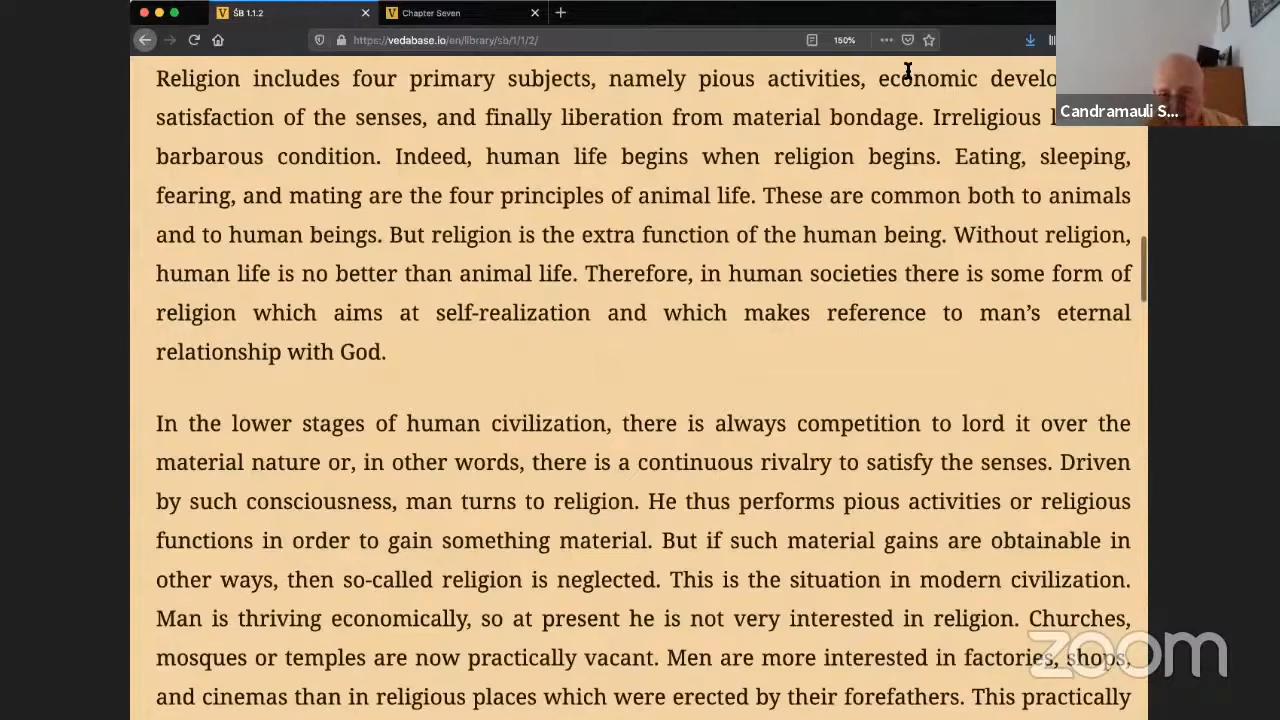 ŚB 1.1.2
Chapter Seven
https://vedabase.io/en/library/sb/1/1/2/
150%
Candramauli S...
Religion includes four primary subjects, namely pious activities, economic develo
satisfaction of the senses, and finally liberation from material bondage. Irreligious
barbarous condition. Indeed, human life begins when religion begins. Eating, sleeping,
fearing, and mating are the four principles of animal life. These are common both to animals
and to human beings. But religion is the extra function of the human being. Without religion,
human life is no better than animal life. Therefore, in human societies there is some form of
religion which aims at self-realization and which makes reference to man’s eternal
relationship with God.
In the lower stages of human civilization, there is always competition to lord it over the
material nature or, in other words, there is a continuous rivalry to satisfy the senses. Driven
by such consciousness, man turns to religion. He thus performs pious activities or religious
functions in order to gain something material. But if such material gains are obtainable in
other ways, then so-called religion is neglected. This is the situation in modern civilization.
Man is thriving economically, so at present he is not very interested in religion. Churches,
mosques or temples are now practically vacant. Men are more interested in factories, shops,
and cinemas than in religious places which were erected by their forefathers. This practically
zoom